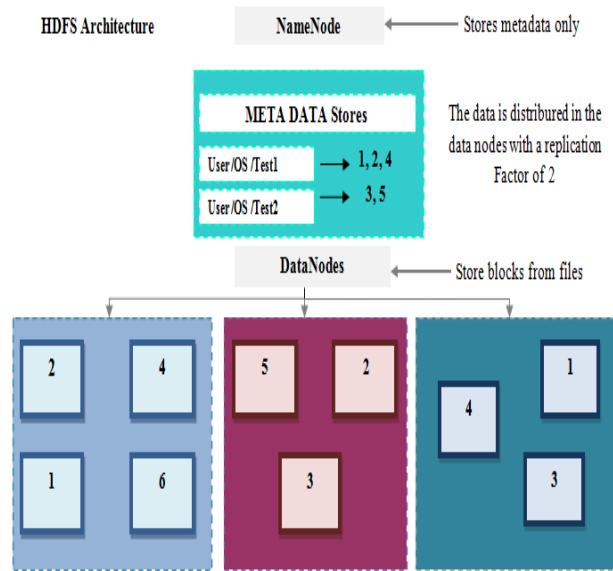 HDFS Architecture
NameNode
Stores metadata only
META DATA Stores
User/OS/Test1
1, 2, 4
User/OS/Test2
3, 5
The data is distribured in the
data nodes with a replication
Factor of 2
DataNodes
Store blocks from files
2
4
1
6
5
2
3
1
4
3